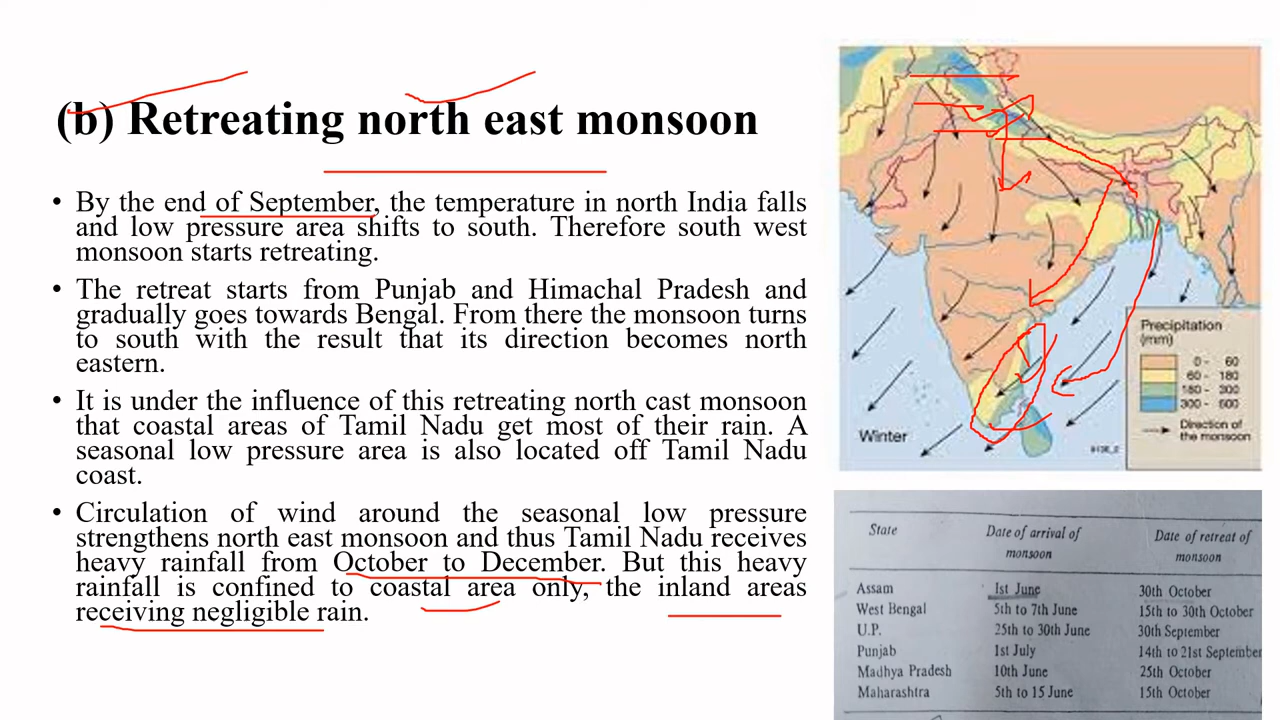 (b) Retreating north east monsoon
• By the end of September, the temperature in north India falls
and low pressure area shifts to south. Therefore south west
monsoon starts retreating.
• The retreat starts from Punjab and Himachal Pradesh and
gradually goes towards Bengal. From there the monsoon turns
to south with the result that its direction becomes north
eastern.
• It is under the influence of this retreating north cast monsoon
that coastal areas of Tamil Nadu get most of their rain. A
seasonal low pressure area is also located off Tamil Nadu
coast.
• Circulation of wind around the seasonal low pressure
strengthens north east monsoon and thus Tamil Nadu receives
heavy rainfall from October to December. But this heavy
rainfall is confined to coastal area only, the inland areas
receiving negligible rain.
Precipitation
(mm)
0 - 60
60 - 180
180 - 300
300 - 600
Direction of
the monsoon
Winter
State Date of arrival of Date of retreat of
monsoon monsoon
Assam 1st June 30th October
West Bengal 5th to 7th June 15th to 30th October
U.P. 25th to 30th June 30th September
Punjab 1st July 14th to 21st September
Madhya Pradesh 10th June 25th October
Maharashtra 5th to 15 June 15th October